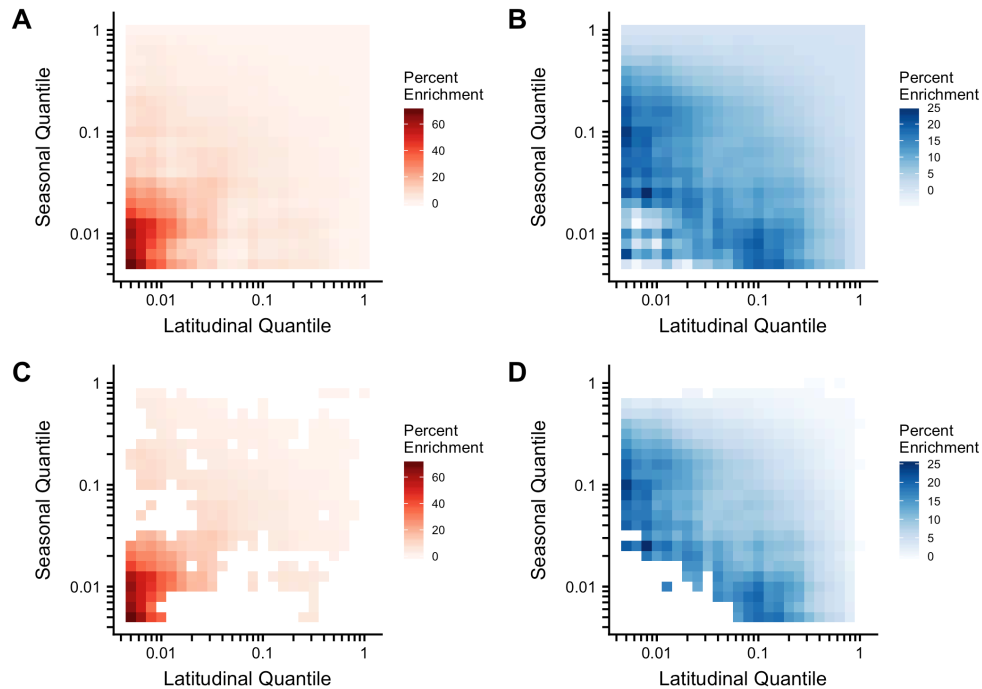 A
Seasonal Quantile
1
0.1
0.01
0.01 0.1 1
Latitudinal Quantile
Percent
Enrichment
60
40
20
0
B
Seasonal Quantile
1
0.1
0.01
0.01 0.1 1
Latitudinal Quantile
Percent
Enrichment
25
20
15
10
5
0
C
Seasonal Quantile
1
0.1
0.01
0.01 0.1 1
Latitudinal Quantile
Percent
Enrichment
60
40
20
0
D
Seasonal Quantile
1
0.1
0.01
0.01 0.1 1
Latitudinal Quantile
Percent
Enrichment
25
20
15
10
5
0